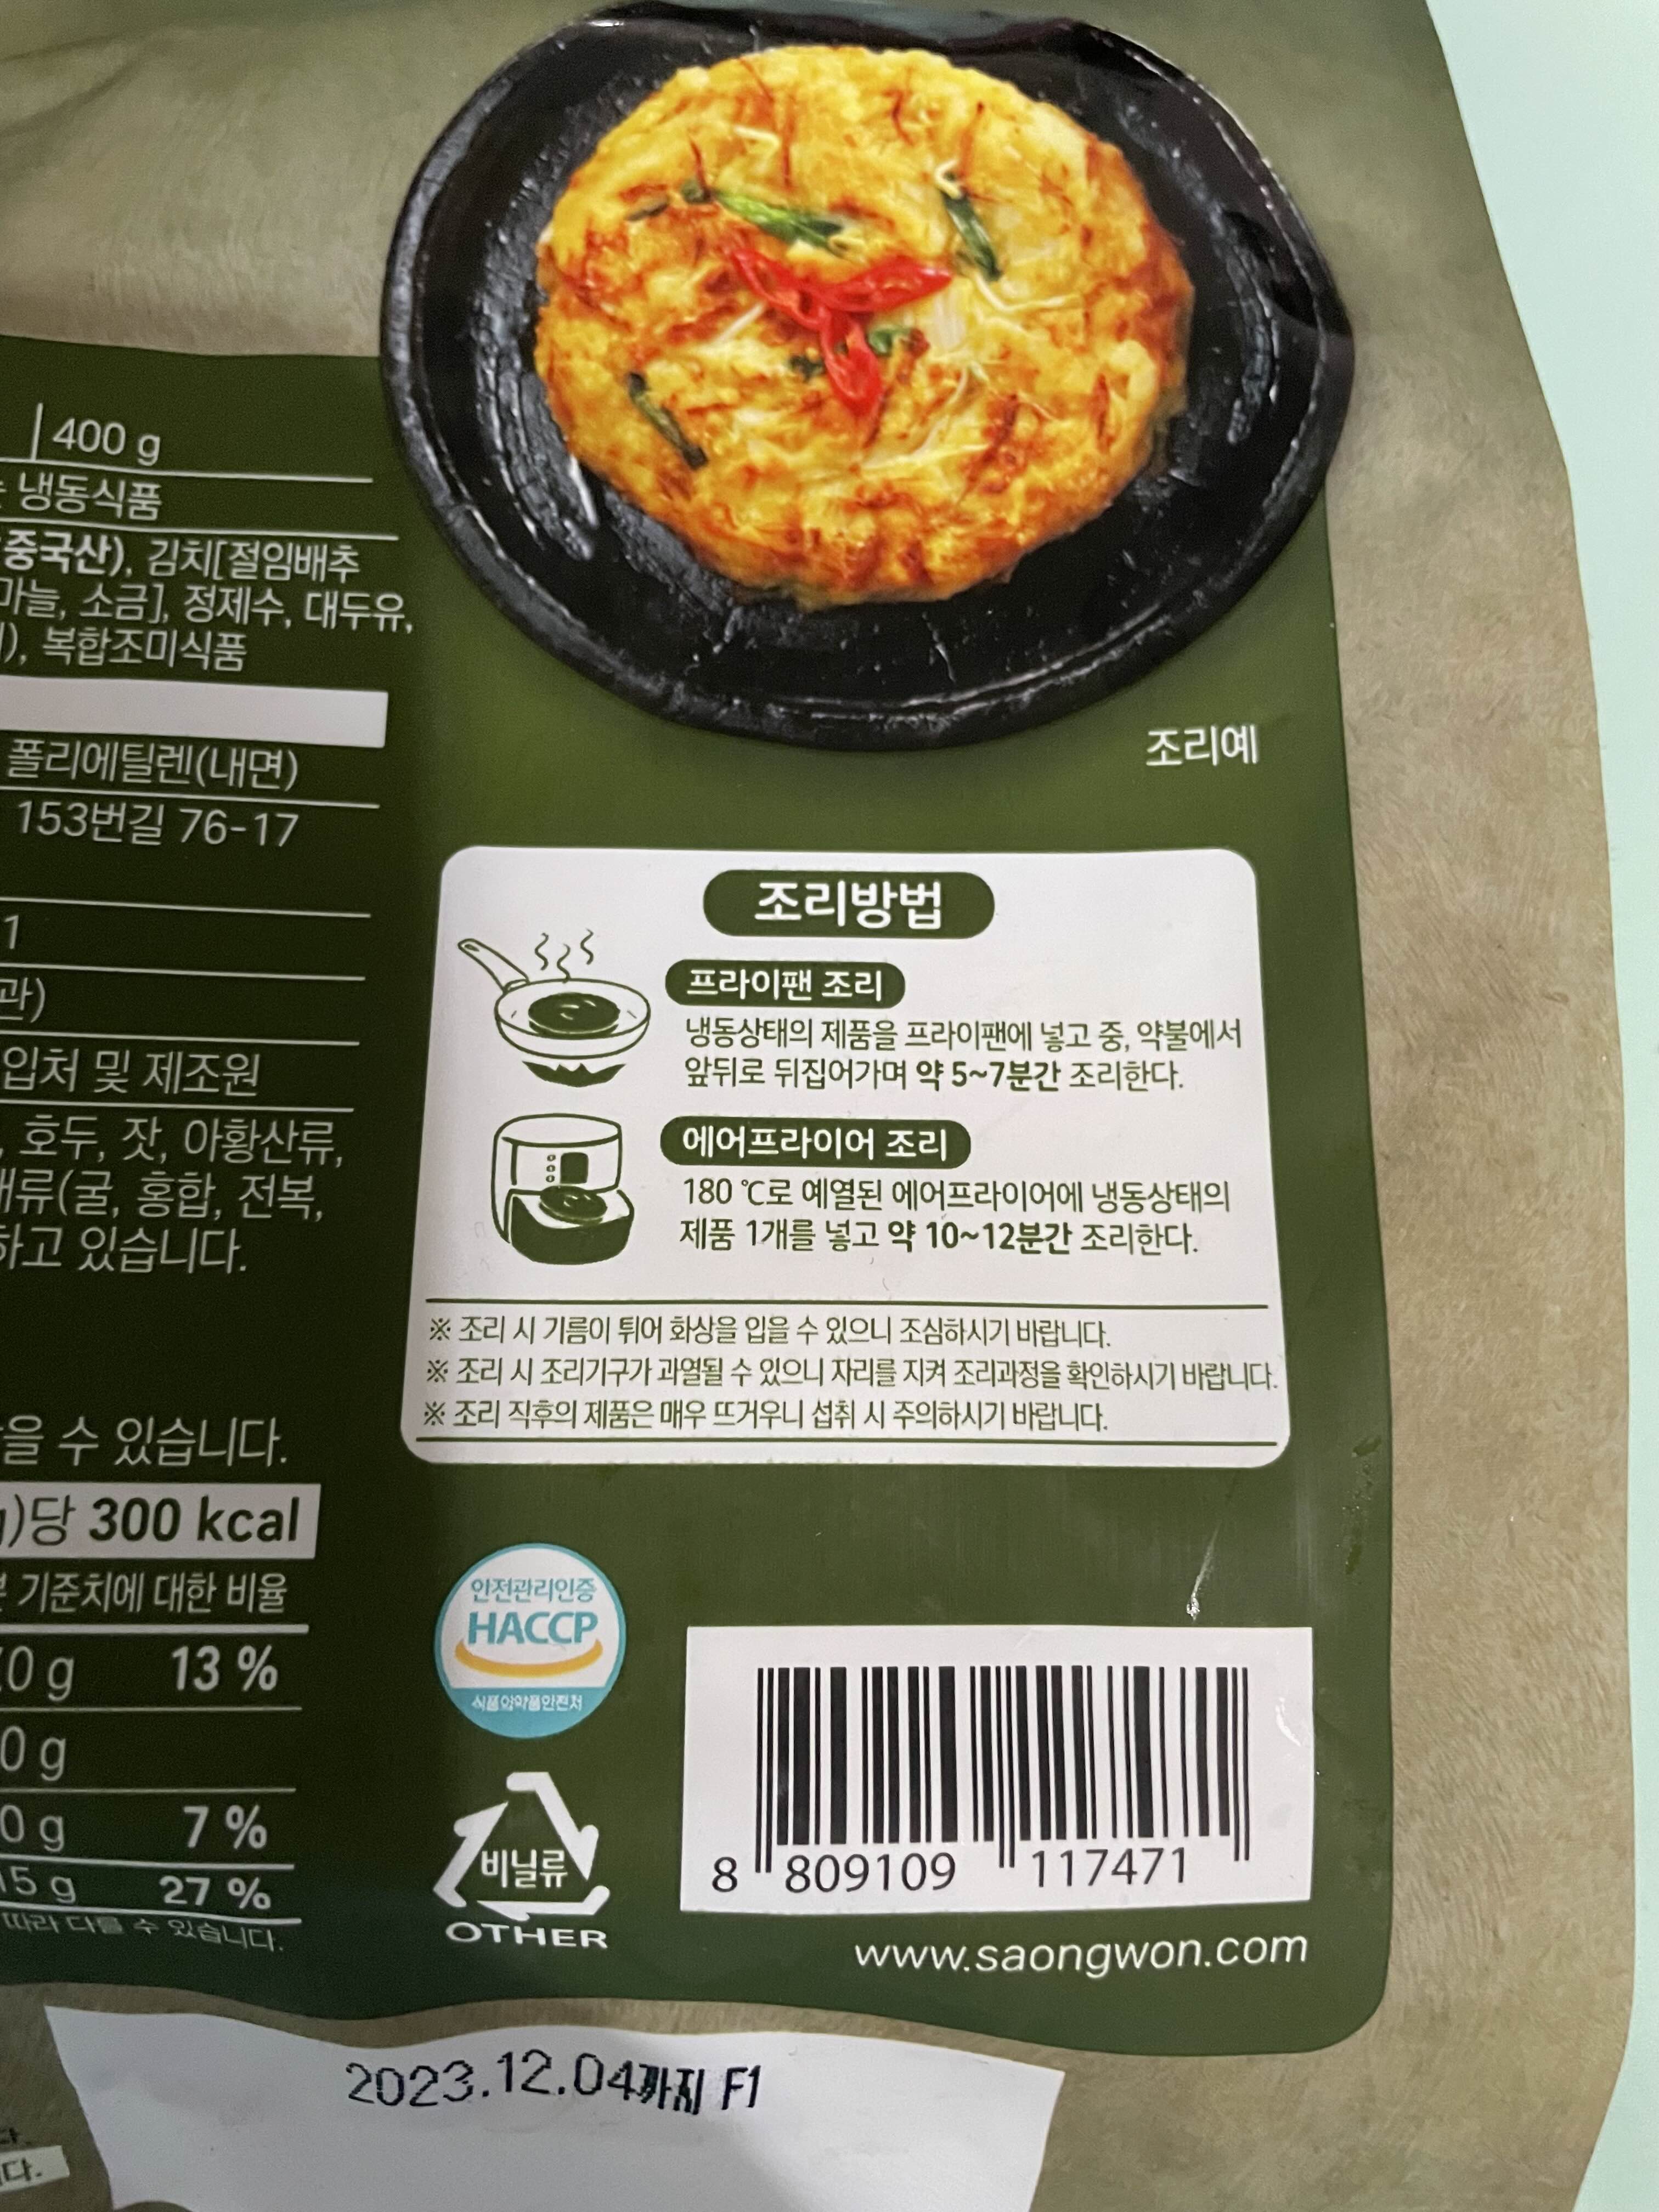 400 g
냉동식품
중국산), 김치[절임배추
마늘, 소금], 정제수, 대두유,
), 복합조미식품
폴리에틸렌(내면)
153번길 76-17
1
관)
입처 및 제조원
, 호두, 잣, 아황산류,
류(굴, 홍합, 전복,
하고 있습니다.
을 수 있습니다.
)당 300 kcal
기준치에 대한 비율
0 g 13 %
0 g
0 g 7 %
15 g 27 %
따라 다를 수 있습니다.
조리예
조리방법
프라이팬 조리
냉동상태의 제품을 프라이팬에 넣고 중, 약불에서
앞뒤로 뒤집어가며 약 5~7분간 조리한다.
에어프라이어 조리
180 ℃로 예열된 에어프라이어에 냉동상태의
제품 1개를 넣고 약 10~12분간 조리한다.
※ 조리 시 기름이 튀어 화상을 입을 수 있으니 조심하시기 바랍니다.
※ 조리 시 조리기구가 과열될 수 있으니 자리를 지켜 조리과정을 확인하시기 바랍니다.
※ 조리 직후의 제품은 매우 뜨거우니 섭취 시 주의하시기 바랍니다.
안전관리인증
HACCP
식품의약품안전처
비닐류
OTHER
8 809109 117471
www.saongwon.com
2023.12.04까지 F1
다.